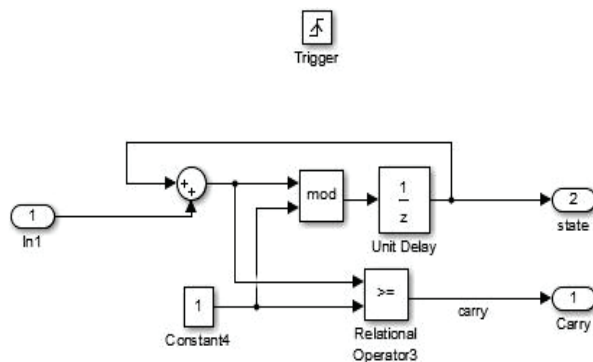 Trigger
+
+
mod
1
z
Unit Delay
2
state
1
In1
1
Constant4
>=
Relational
Operator3
carry
1
Carry